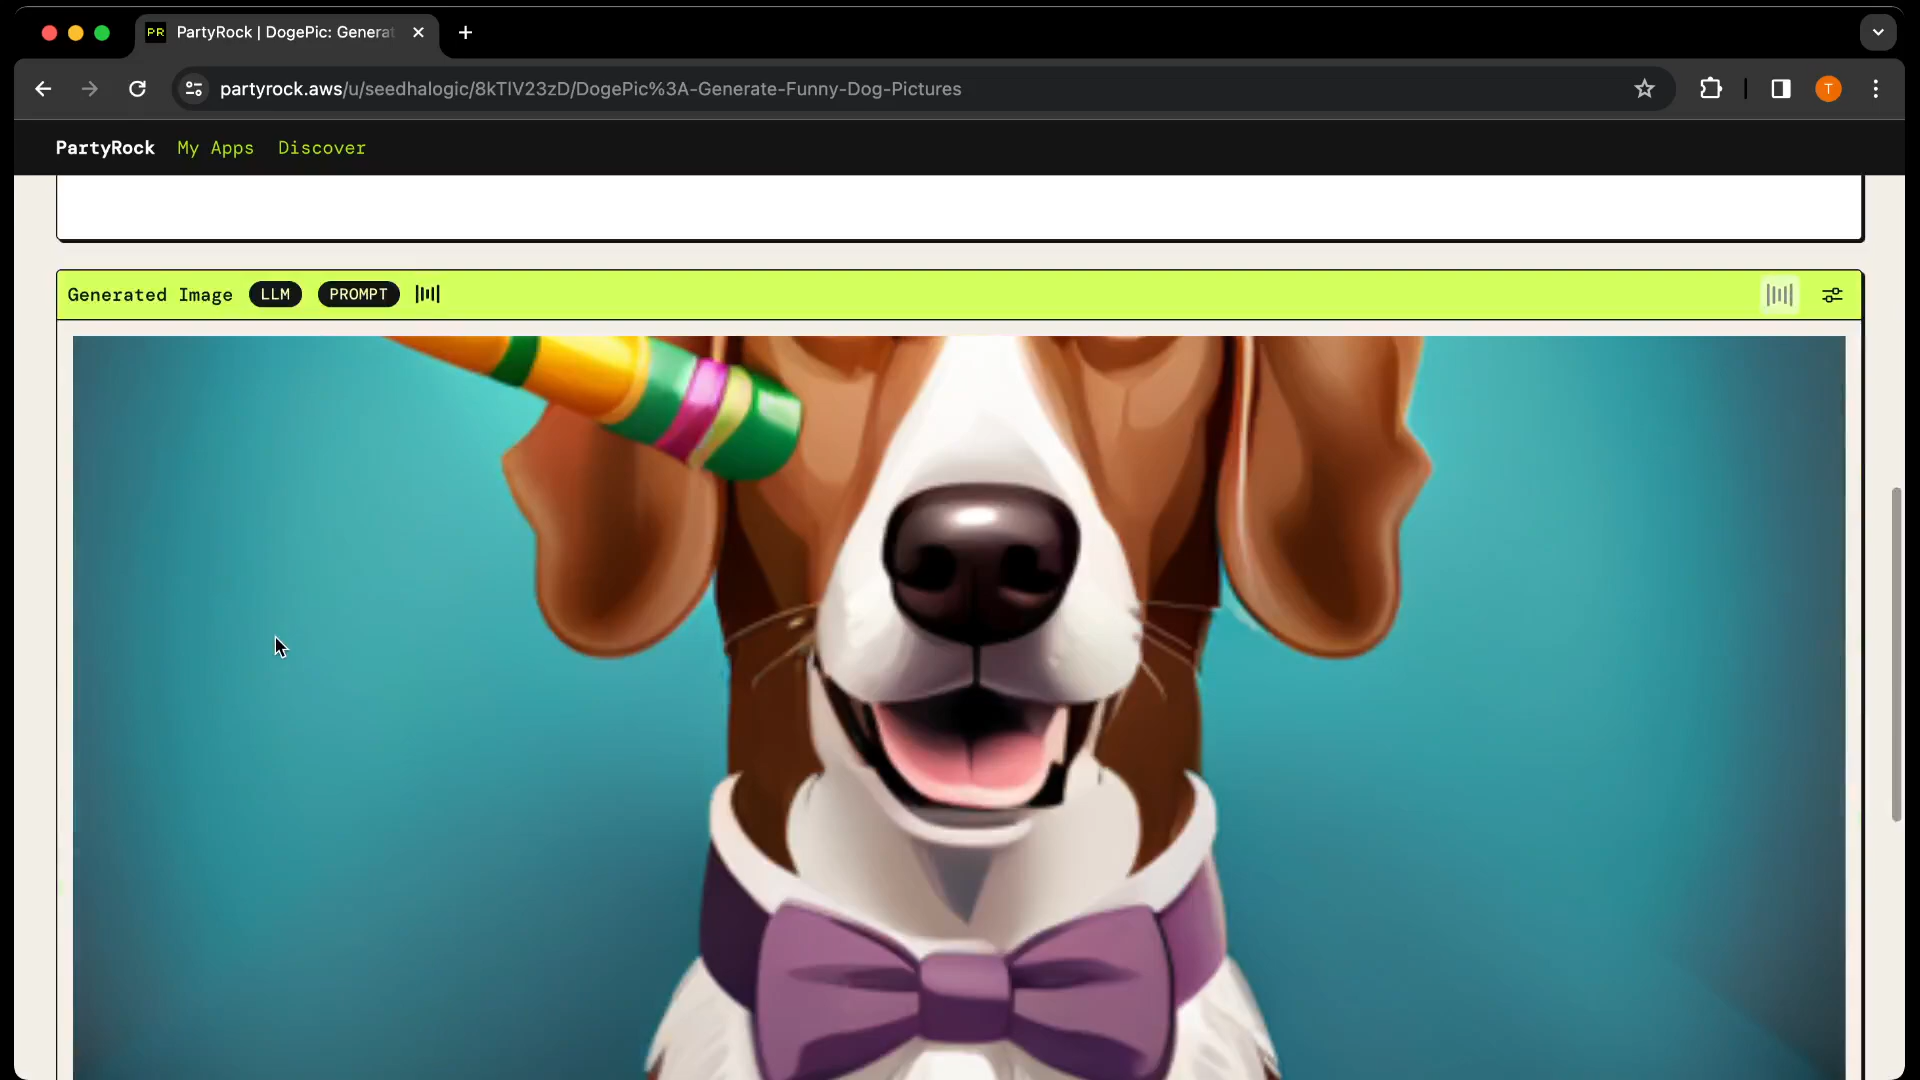 PR PartyRock | DogePic: Generat
partyrock.aws/u/seedhalogic/8kTIV23zD/DogePic%3A-Generate-Funny-Dog-Pictures
T
PartyRock My Apps Discover
Generated Image LLM PROMPT